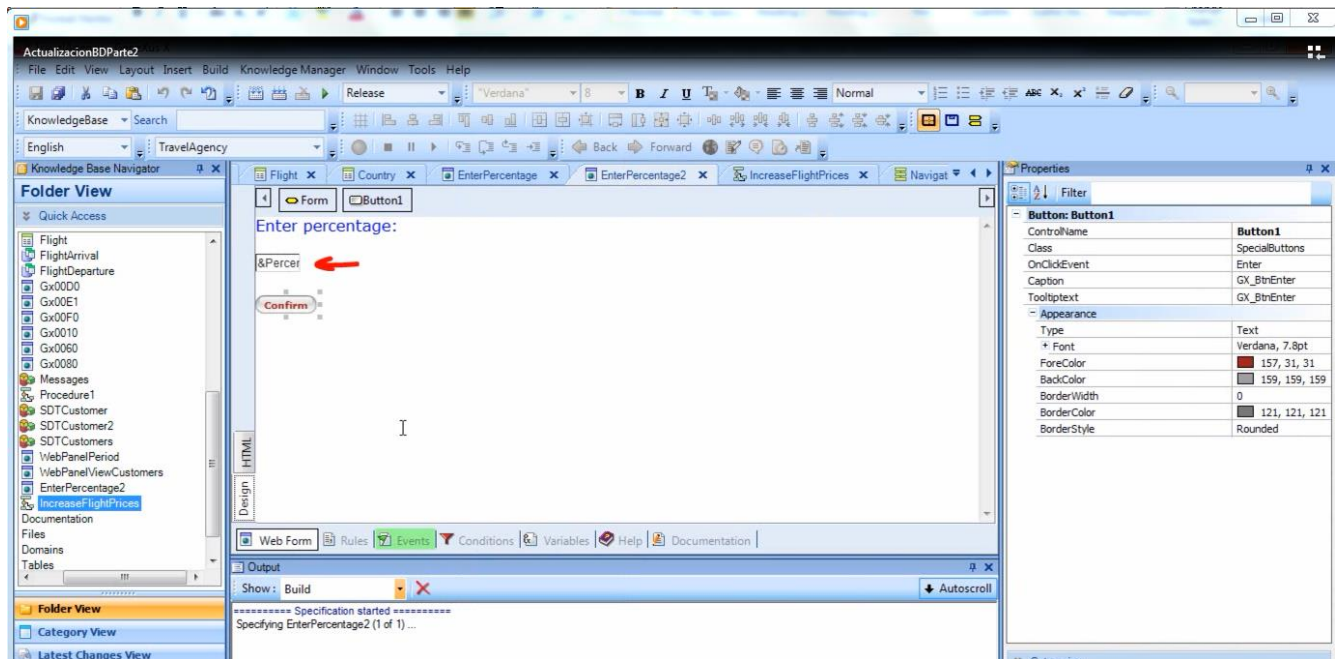 ActualizacionBDParte2
File Edit View Layout Insert Build Knowledge Manager Window Tools Help
Release "Verdana" 8 B I U Normal ABC X₂ X²
KnowledgeBase Search
English TravelAgency Back Forward
Knowledge Base Navigator
Folder View
Quick Access
Flight
FlightArrival
FlightDeparture
Gx00D0
Gx00E1
Gx00F0
Gx0010
Gx0060
Gx0080
Messages
Procedure1
SDTCustomer
SDTCustomer2
SDTCustomers
WebPanelPeriod
WebPanelViewCustomers
EnterPercentage2
IncreaseFlightPrices
Documentation
Files
Domains
Tables
Folder View
Category View
Latest Changes View
Flight Country EnterPercentage EnterPercentage2 IncreaseFlightPrices Navigat
Form Button1
Enter percentage:
&Percer
Confirm
HTML
Design
Web Form Rules Events Conditions Variables Help Documentation
Output
Show: Build Autoscroll
========== Specification started ==========
Specifying EnterPercentage2 (1 of 1) ...
Properties
Filter
Button: Button1
ControlName Button1
Class SpecialButtons
OnClickEvent Enter
Caption GX_BtnEnter
Tooltiptext GX_BtnEnter
Appearance
Type Text
Font Verdana, 7.8pt
ForeColor 157, 31, 31
BackColor 159, 159, 159
BorderWidth 0
BorderColor 121, 121, 121
BorderStyle Rounded